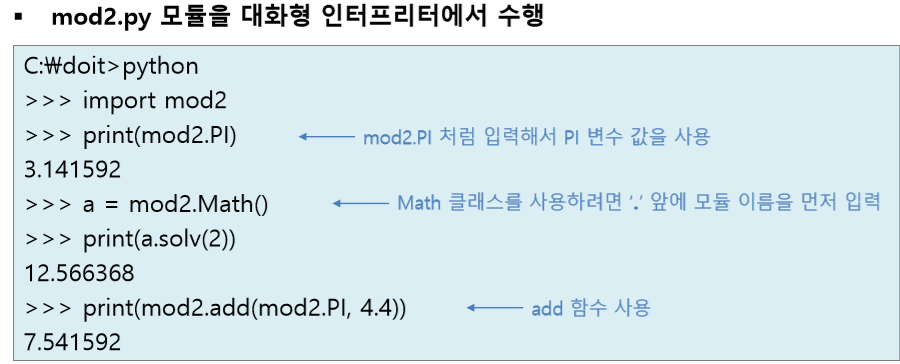 ▪ mod2.py 모듈을 대화형 인터프리터에서 수행
C:₩doit>python
>>> import mod2
>>> print(mod2.PI) mod2.PI 처럼 입력해서 PI 변수 값을 사용
3.141592
>>> a = mod2.Math() Math 클래스를 사용하려면 '.' 앞에 모듈 이름을 먼저 입력
>>> print(a.solv(2))
12.566368
>>> print(mod2.add(mod2.PI, 4.4)) add 함수 사용
7.541592